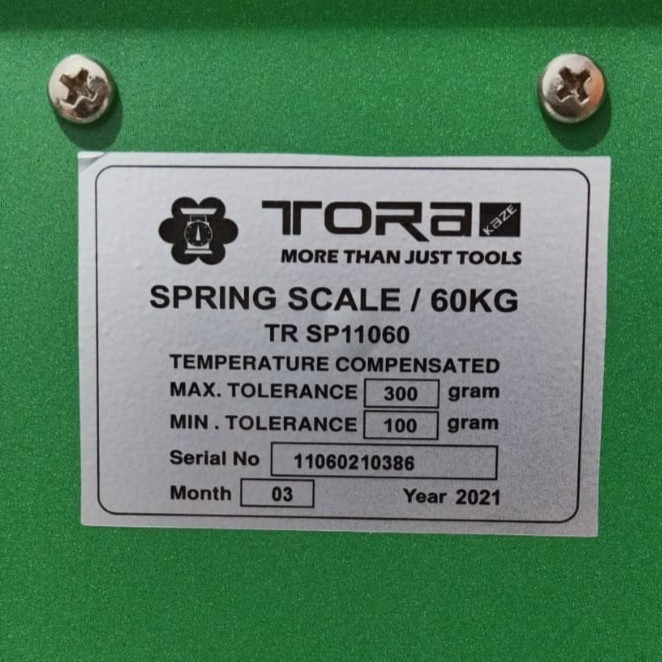 TORA KAZE
MORE THAN JUST TOOLS
SPRING SCALE / 60KG
TR SP11060
TEMPERATURE COMPENSATED
MAX. TOLERANCE 300 gram
MIN . TOLERANCE 100 gram
Serial No 11060210386
Month 03 Year 2021